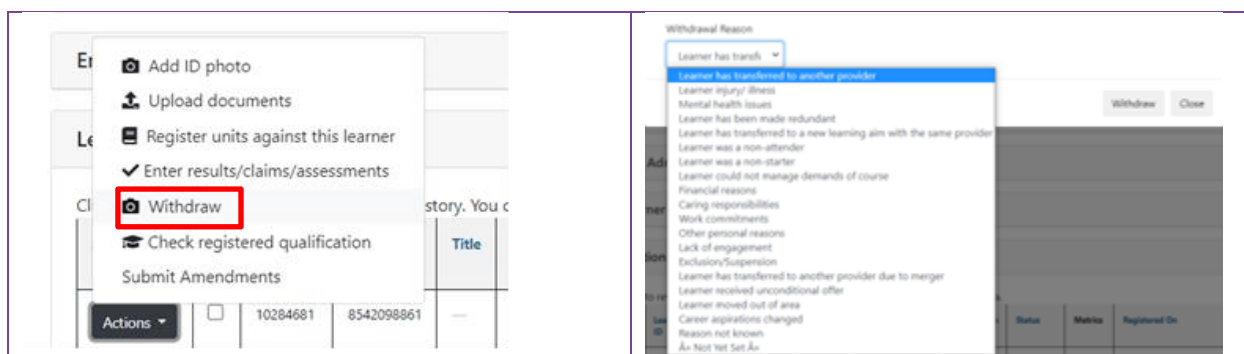 Er
Add ID photo
Upload documents
Le
Register units against this learner
Enter results/claims/assessments
Cl
Withdraw
story. You c
Check registered qualification
Title
Submit Amendments
Actions
10284681
8542098861
—
Withdrawal Reason
Learner has transfe
Learner has transferred to another provider
Learner injury/ illness
Mental health issues
Learner has been made redundant
Withdraw
Close
Learner has transferred to a new learning aim with the same provider
Learner was a non-attender
Learner was a non-starter
Learner could not manage demands of course
Financial reasons
Caring responsibilities
Work commitments
Other personal reasons
Lack of engagement
Exclusion/Suspension
Learner has transferred to another provider due to merger
Learner received unconditional offer
Learner moved out of area
Career aspirations changed
Reason not known
Â« Not Yet Set Â»
Status
Metrics
Registered On